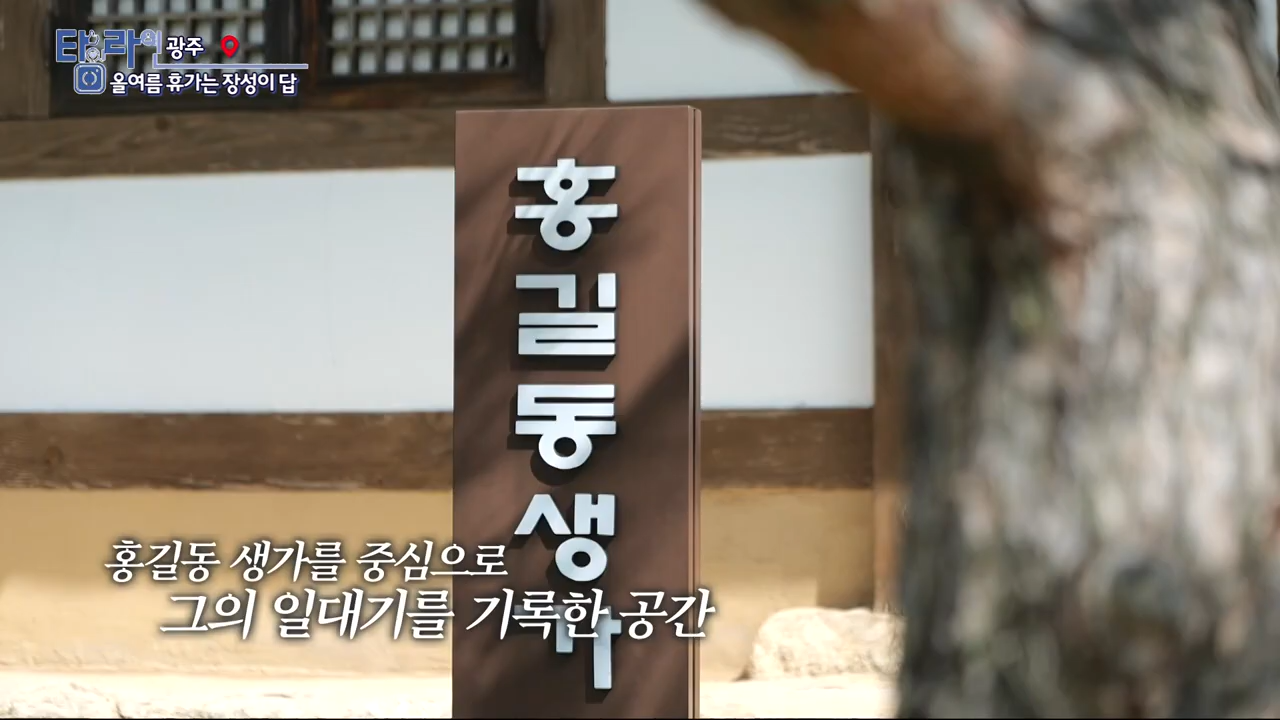 탐라인 광주
올여름 휴가는 장성이 답
홍길동생가
홍길동 생가를 중심으로
그의 일대기를 기록한 공간